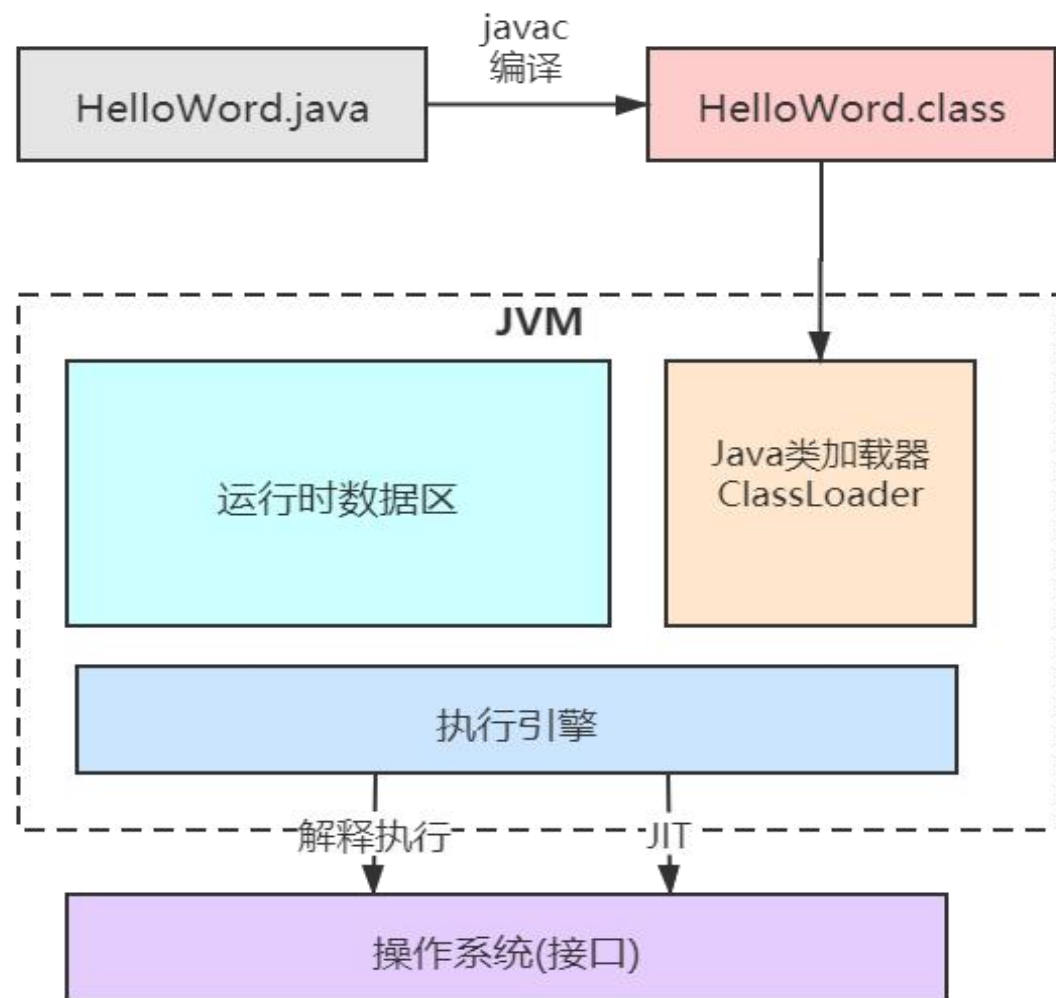 javac
编译
HelloWord.java
HelloWord.class
JVM
运行时数据区
Java类加载器
ClassLoader
执行引擎
解释执行
JIT
操作系统(接口)